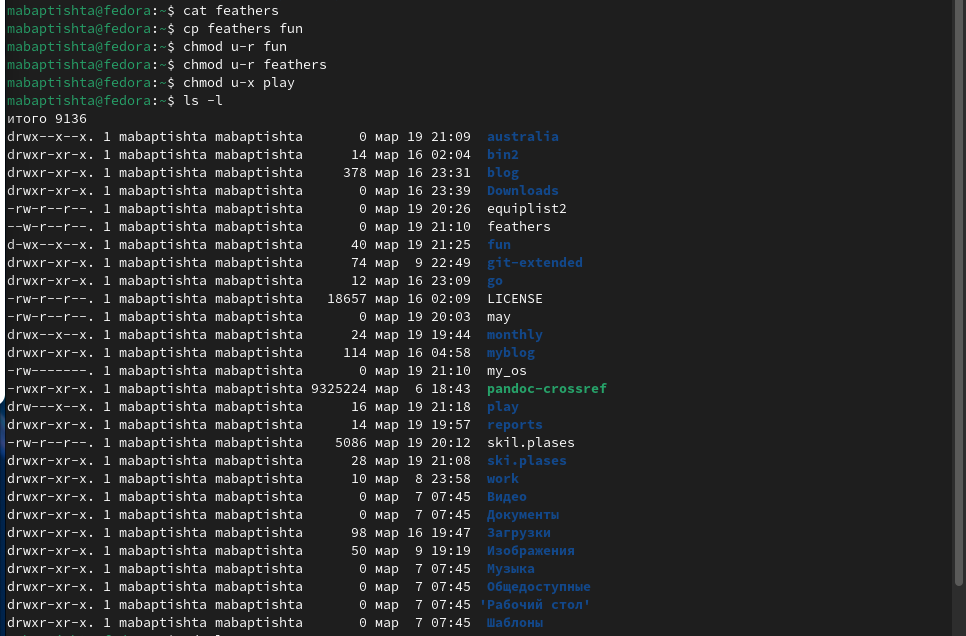 mabaptishta@fedora:~$ cat feathers
mabaptishta@fedora:~$ cp feathers fun
mabaptishta@fedora:~$ chmod u-r fun
mabaptishta@fedora:~$ chmod u-r feathers
mabaptishta@fedora:~$ chmod u-x play
mabaptishta@fedora:~$ ls -l
итого 9136
drwx--x--x. 1 mabaptishta mabaptishta       0 мар 19 21:09  australia
drwxr-xr-x. 1 mabaptishta mabaptishta      14 мар 16 02:04  bin2
drwxr-xr-x. 1 mabaptishta mabaptishta     378 мар 16 23:31  blog
drwxr-xr-x. 1 mabaptishta mabaptishta       0 мар 16 23:39  Downloads
-rw-r--r--. 1 mabaptishta mabaptishta       0 мар 19 20:26  equiplist2
--w-r--r--. 1 mabaptishta mabaptishta       0 мар 19 21:10  feathers
d-wx--x--x. 1 mabaptishta mabaptishta      40 мар 19 21:25  fun
drwxr-xr-x. 1 mabaptishta mabaptishta      74 мар  9 22:49  git-extended
drwxr-xr-x. 1 mabaptishta mabaptishta      12 мар 16 23:09  go
-rw-r--r--. 1 mabaptishta mabaptishta   18657 мар 16 02:09  LICENSE
-rw-r--r--. 1 mabaptishta mabaptishta       0 мар 19 20:03  may
drwx--x--x. 1 mabaptishta mabaptishta      24 мар 19 19:44  monthly
drwxr-xr-x. 1 mabaptishta mabaptishta     114 мар 16 04:58  myblog
-rw-------. 1 mabaptishta mabaptishta       0 мар 19 21:10  my_os
-rwxr-xr-x. 1 mabaptishta mabaptishta 9325224 мар  6 18:43  pandoc-crossref
drw---x--x. 1 mabaptishta mabaptishta      16 мар 19 21:18  play
drwxr-xr-x. 1 mabaptishta mabaptishta      14 мар 19 19:57  reports
-rw-r--r--. 1 mabaptishta mabaptishta    5086 мар 19 20:12  skil.plases
drwxr-xr-x. 1 mabaptishta mabaptishta      28 мар 19 21:08  ski.plases
drwxr-xr-x. 1 mabaptishta mabaptishta      10 мар  8 23:58  work
drwxr-xr-x. 1 mabaptishta mabaptishta       0 мар  7 07:45  Видео
drwxr-xr-x. 1 mabaptishta mabaptishta       0 мар  7 07:45  Документы
drwxr-xr-x. 1 mabaptishta mabaptishta      98 мар 16 19:47  Загрузки
drwxr-xr-x. 1 mabaptishta mabaptishta      50 мар  9 19:19  Изображения
drwxr-xr-x. 1 mabaptishta mabaptishta       0 мар  7 07:45  Музыка
drwxr-xr-x. 1 mabaptishta mabaptishta       0 мар  7 07:45  Общедоступные
drwxr-xr-x. 1 mabaptishta mabaptishta       0 мар  7 07:45 'Рабочий стол'
drwxr-xr-x. 1 mabaptishta mabaptishta       0 мар  7 07:45  Шаблоны